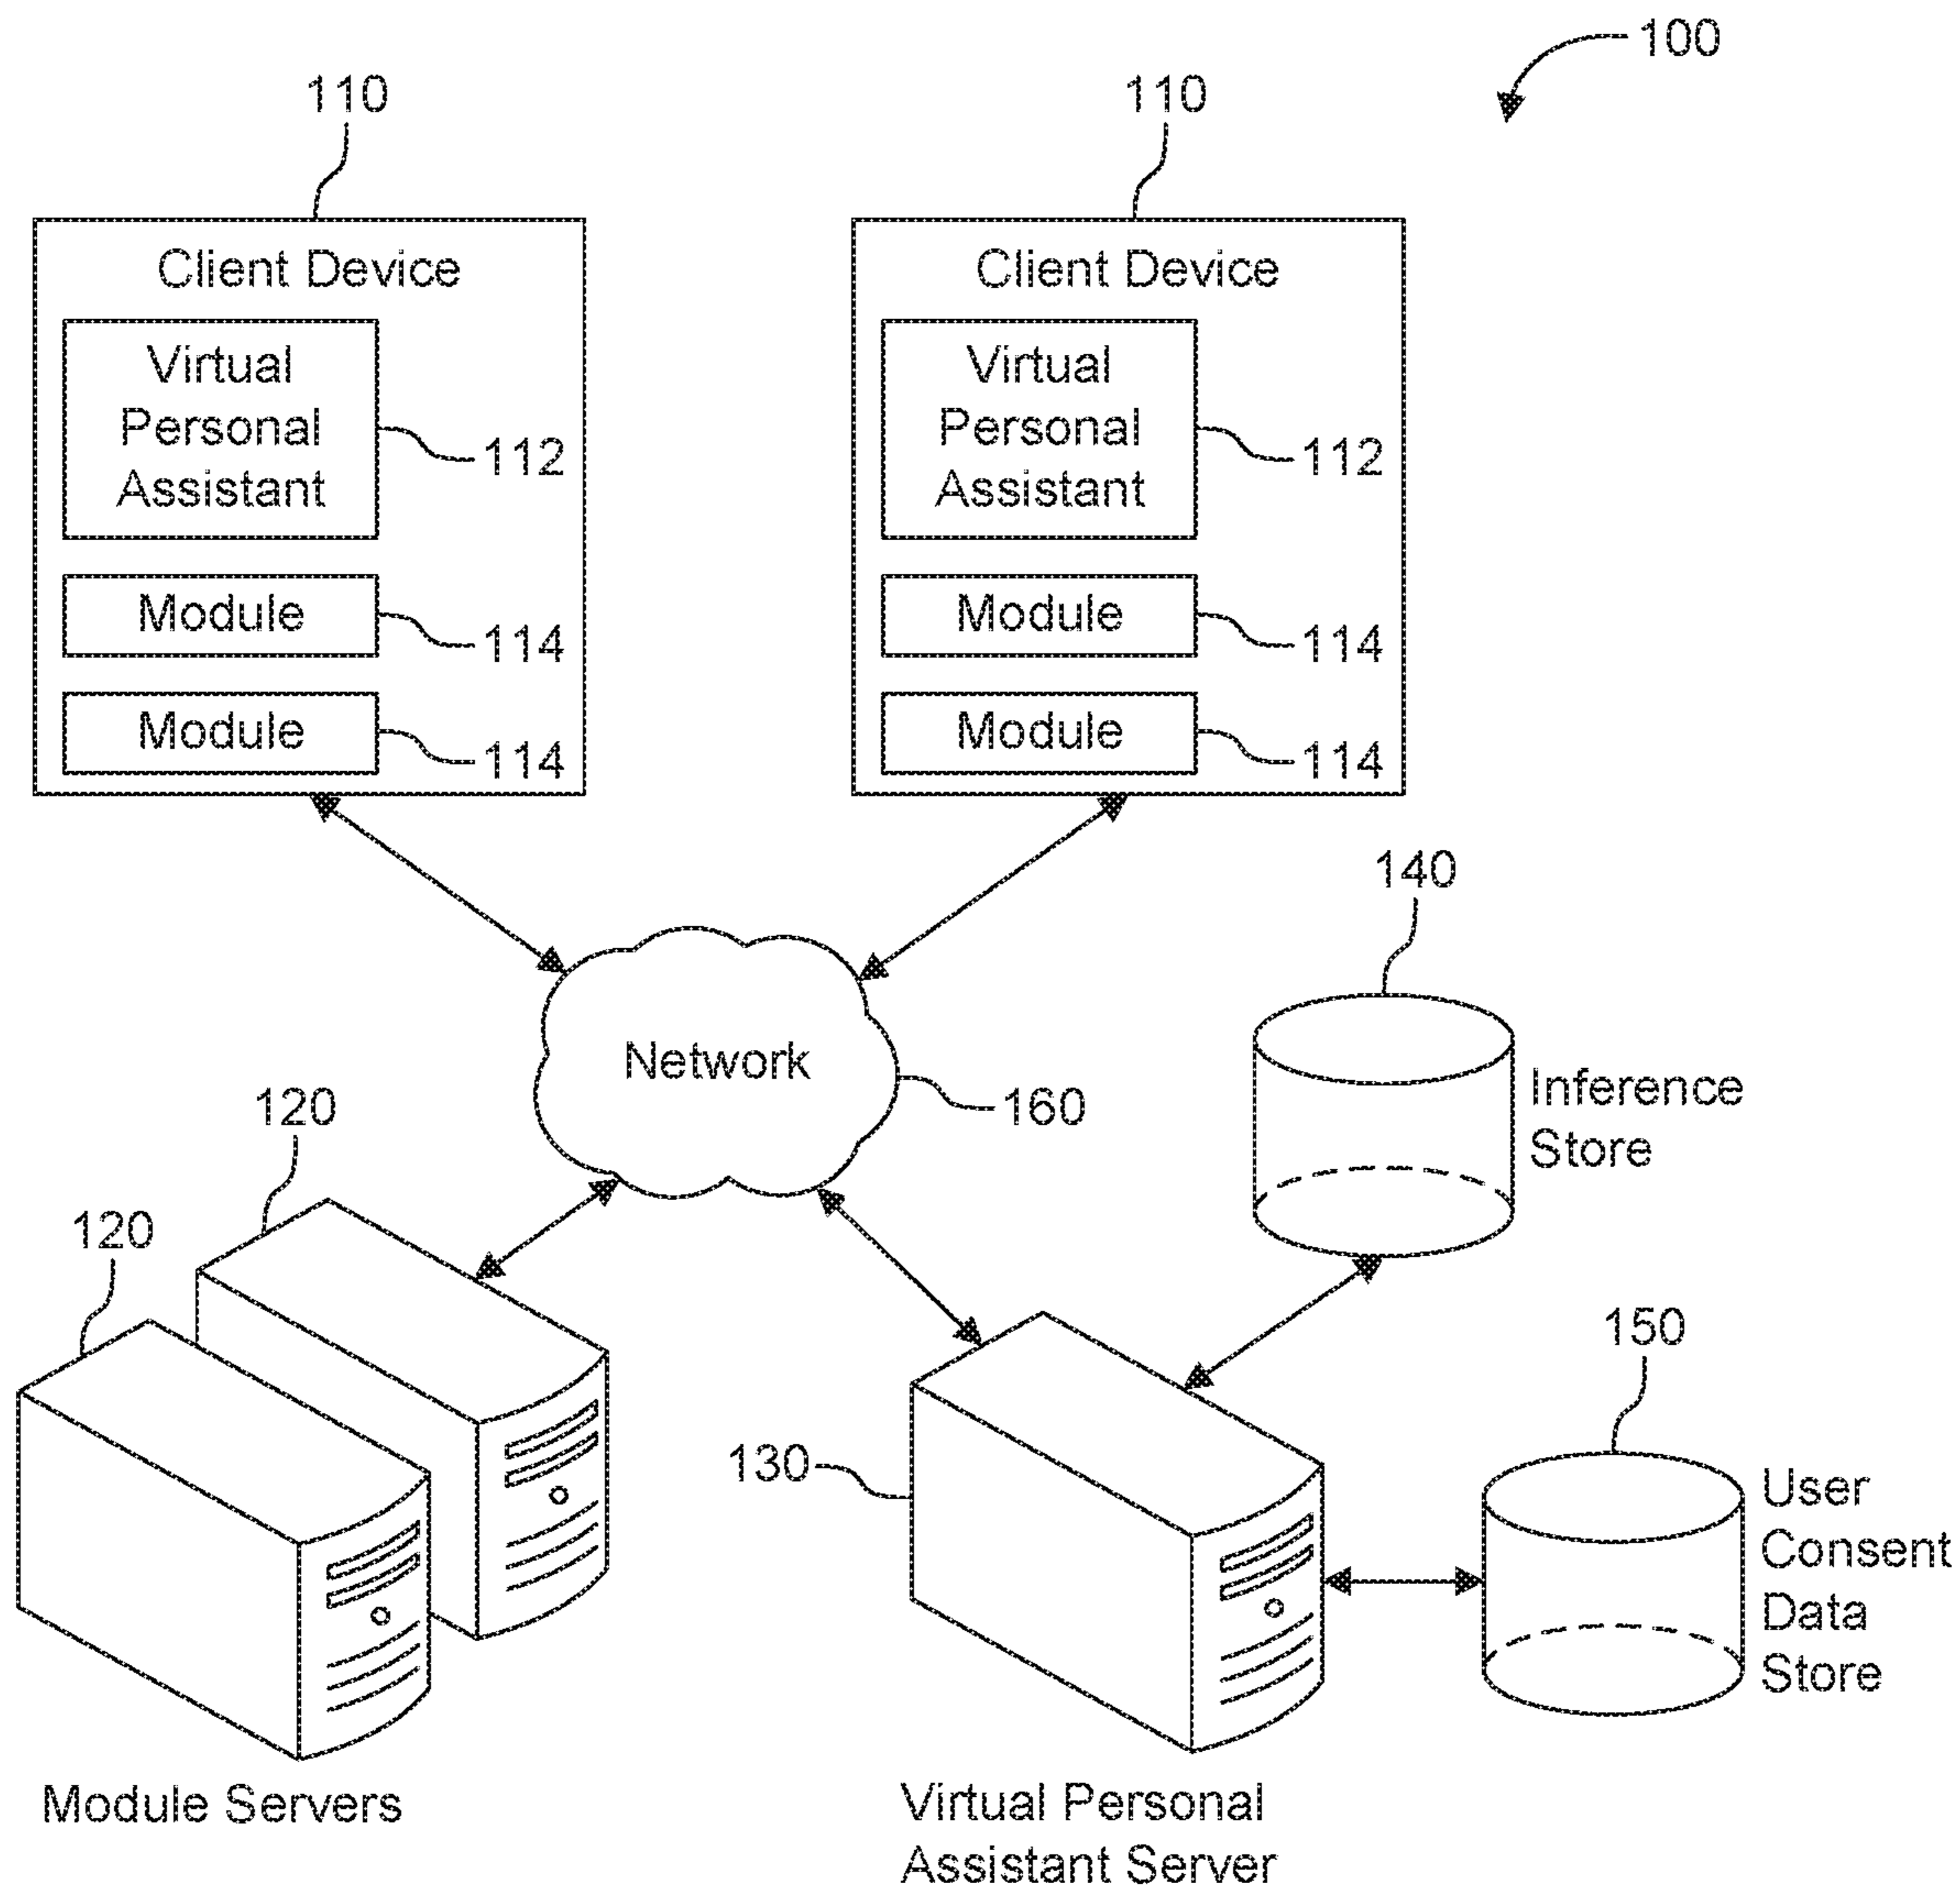 100
110
110
Client Device
Client Device
Virtual
Personal
Assistant
112
Virtual
Personal
Assistant
112
Module
114
Module
114
Module
114
Module
114
140
Network
160
Inference
Store
120
120
150
130
User
Consent
Data
Store
Module Servers
Virtual Personal
Assistant Server